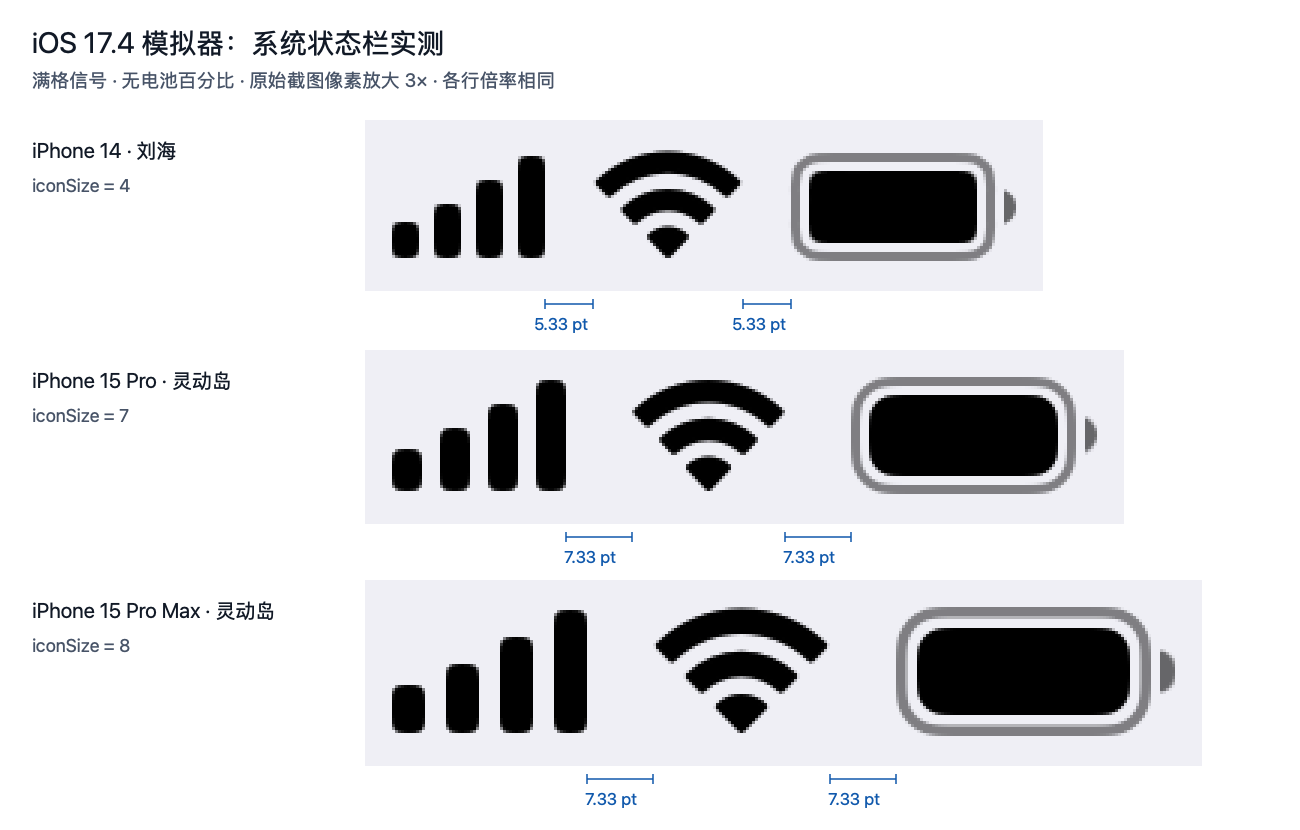 iOS 17.4 模拟器：系统状态栏实测
满格信号 · 无电池百分比 · 原始截图像素放大 3× · 各行倍率相同
iPhone 14 · 刘海
iconSize = 4
5.33 pt
5.33 pt
iPhone 15 Pro · 灵动岛
iconSize = 7
7.33 pt
7.33 pt
iPhone 15 Pro Max · 灵动岛
iconSize = 8
7.33 pt
7.33 pt